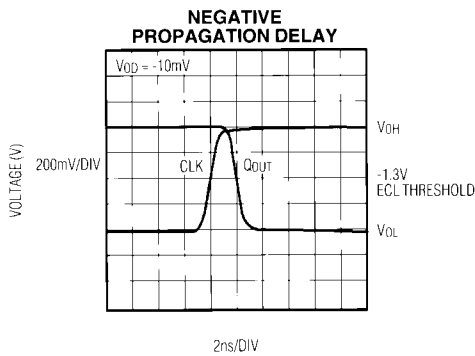 NEGATIVE
PROPAGATION DELAY
VOD = -10mV
VOH
CLK
QOUT
200mV/DIV
VOLTAGE (V)
-1.3V
ECL THRESHOLD
VOL
2ns/DIV